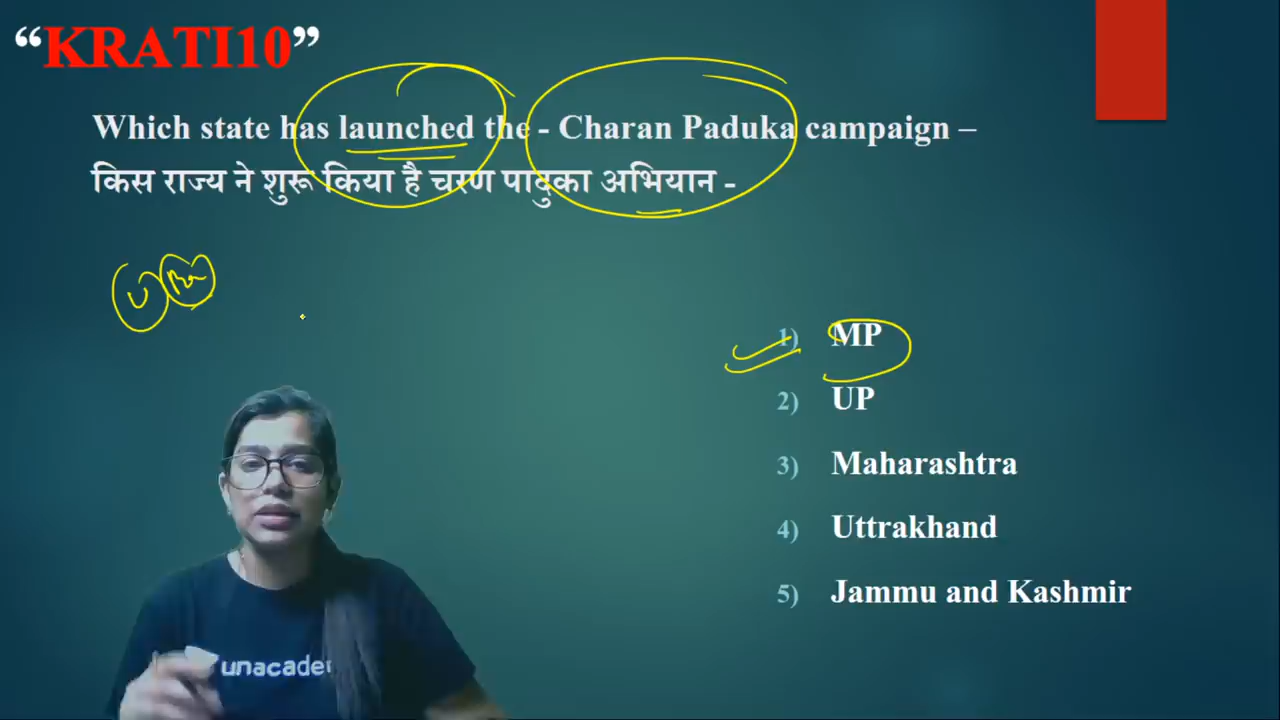 “KRATI10”
Which state has launched the - Charan Paduka campaign –
किस राज्य ने शुरू किया है चरण पादुका अभियान -
1) MP
2) UP
3) Maharashtra
4) Uttrakhand
5) Jammu and Kashmir